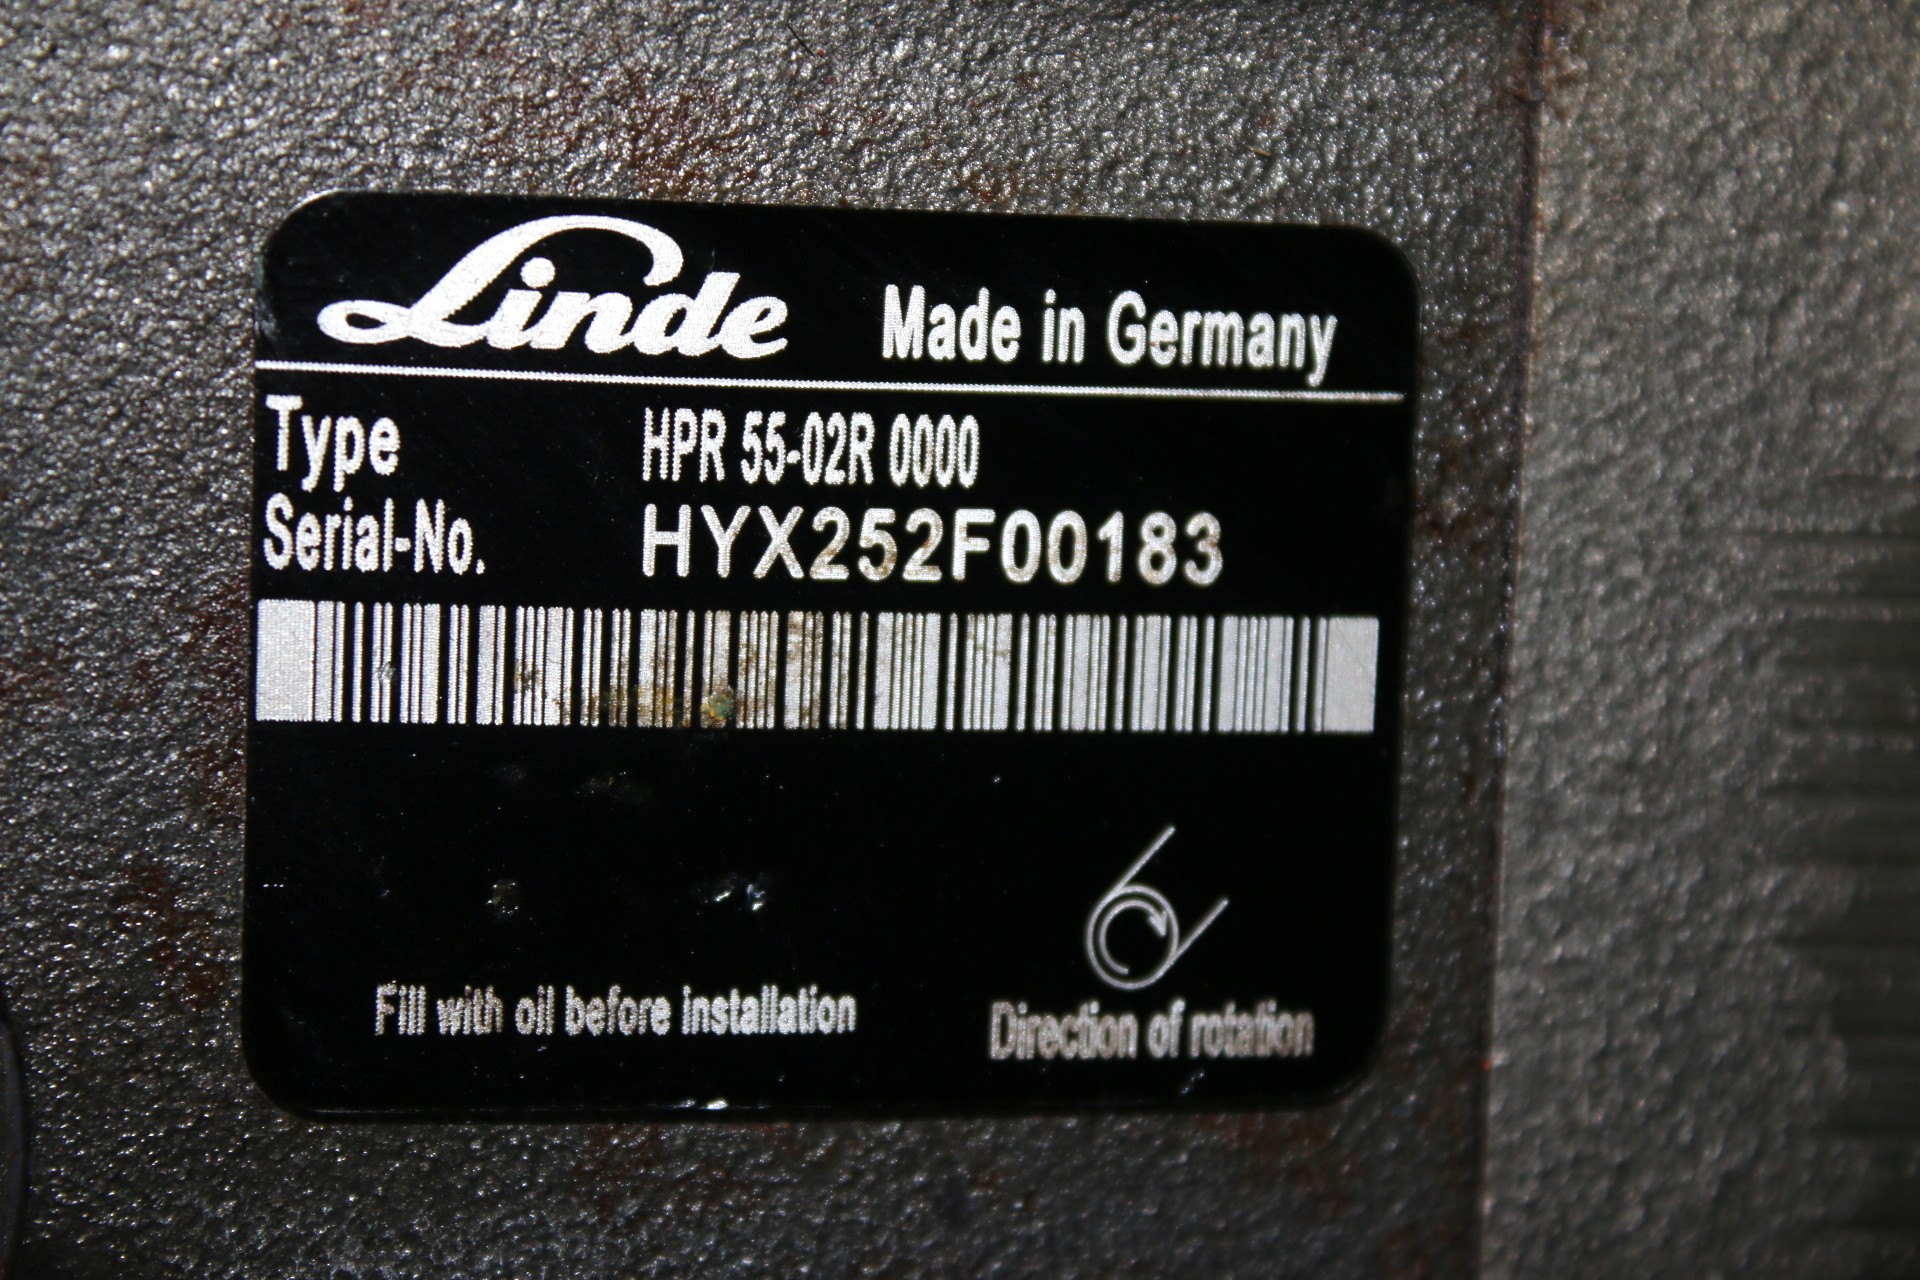 Linde Made in Germany
Type HPR 55-02R 0000
Serial-No. HYX252F00183
Fill with oil before installation
Direction of rotation